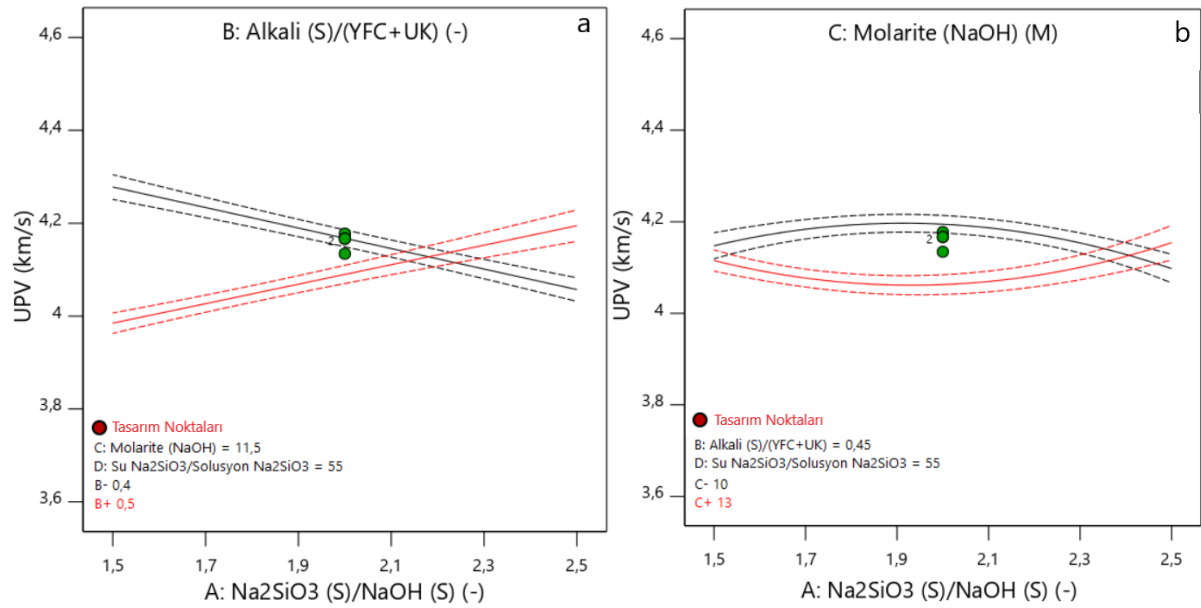 B: Alkali (S)/(YFC+UK) (-)
a
4,6
4,4
4,2
4
3,8
3,6
UPV (km/s)
2
Tasarım Noktaları
C: Molarite (NaOH) = 11,5
D: Su Na2SiO3/Solusyon Na2SiO3 = 55
B- 0,4
B+ 0,5
1,5 1,7 1,9 2,1 2,3 2,5
A: Na2SiO3 (S)/NaOH (S) (-)
C: Molarite (NaOH) (M)
b
4,6
4,4
4,2
4
3,8
3,6
UPV (km/s)
2
Tasarım Noktaları
B: Alkali (S)/(YFC+UK) = 0,45
D: Su Na2SiO3/Solusyon Na2SiO3 = 55
C- 10
C+ 13
1,5 1,7 1,9 2,1 2,3 2,5
A: Na2SiO3 (S)/NaOH (S) (-)